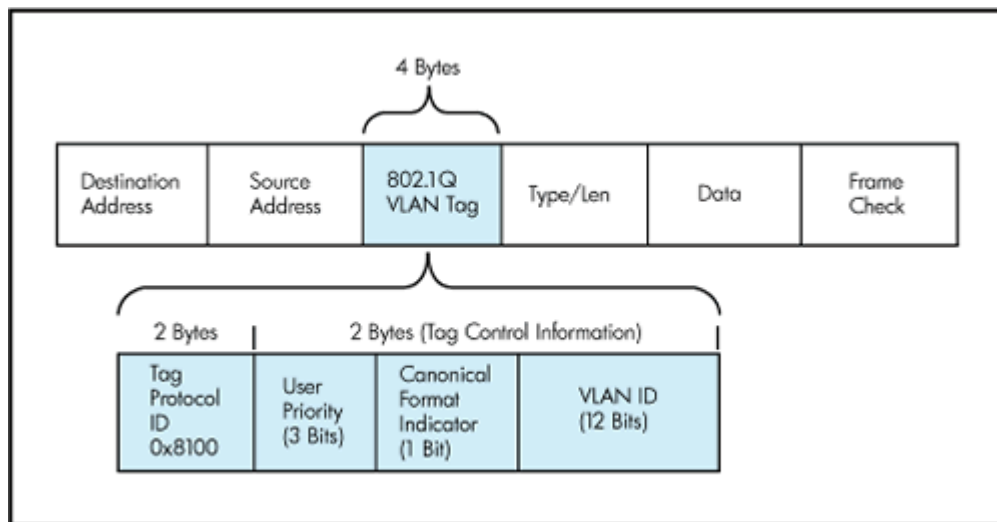 4 Bytes
Destination
Address
Source
Address
802.1Q
VLAN Tag
Type/Len
Data
Frame
Check
2 Bytes
2 Bytes (Tag Control Information)
Tag
Protocol
ID
0x8100
User
Priority
(3 Bits)
Canonical
Format
Indicator
(1 Bit)
VLAN ID
(12 Bits)